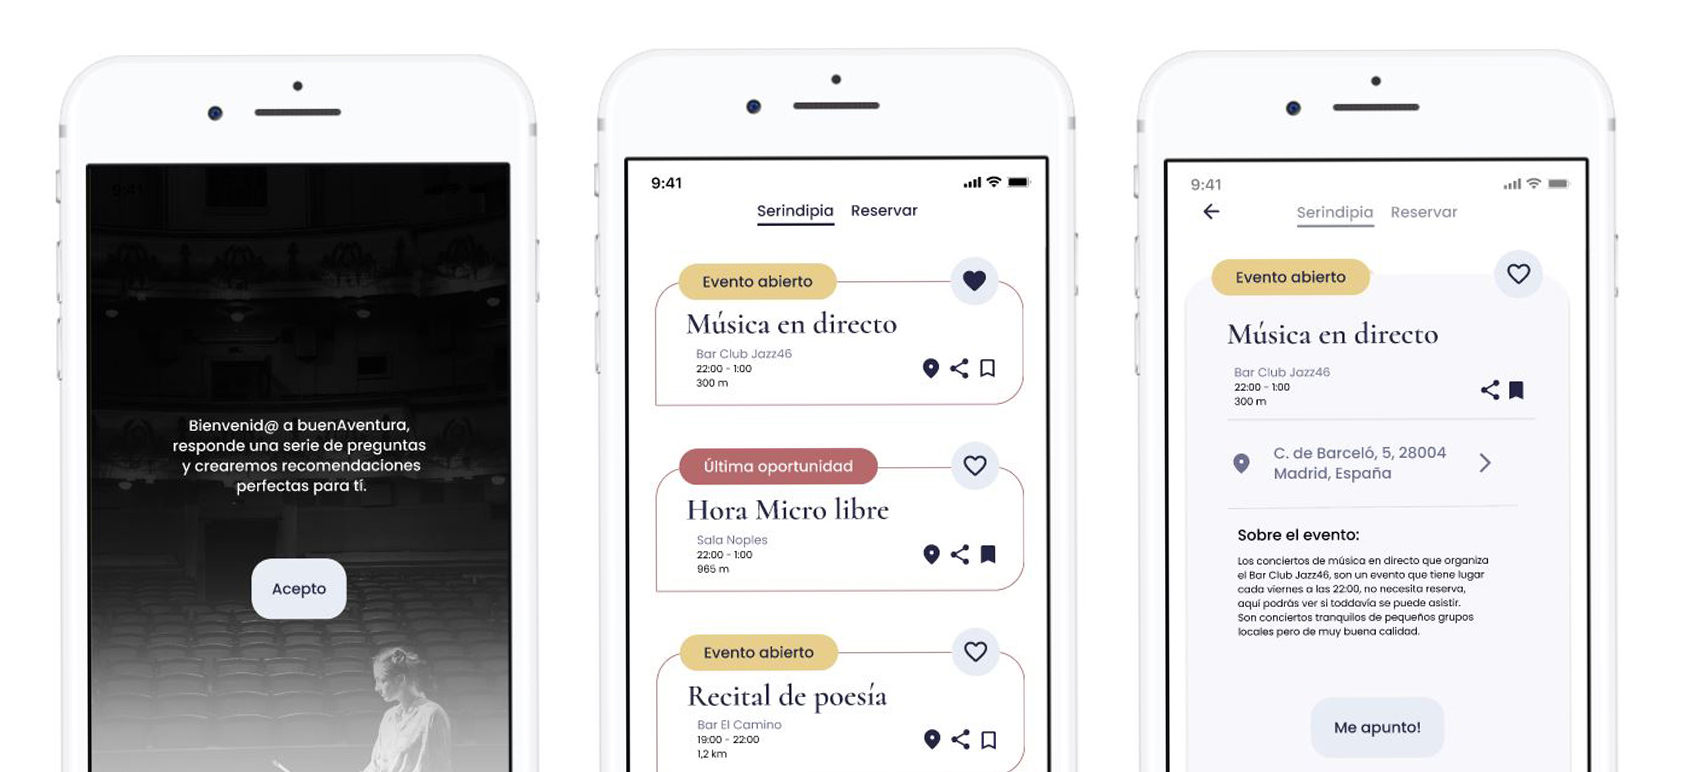 9:41
Bienvenid@ a buenAventura,
responde una serie de preguntas
y crearemos recomendaciones
perfectas para tí.
Acepto
9:41
Serindipia Reservar
Evento abierto
Música en directo
Bar Club Jazz46
22:00 - 1:00
300 m
Última oportunidad
Hora Micro libre
Sala Noples
22:00 - 1:00
965 m
Evento abierto
Recital de poesía
Bar El Camino
19:00 - 22:00
1,2 km
9:41
Serindipia Reservar
Evento abierto
Música en directo
Bar Club Jazz46
22:00 - 1:00
300 m
C. de Barceló, 5, 28004
Madrid, España
Sobre el evento:
Los conciertos de música en directo que organiza
el Bar Club Jazz46, son un evento que tiene lugar
cada viernes a las 22:00, no necesita reserva,
aquí podrás ver si toddavía se puede asistir.
Son conciertos tranquilos de pequeños grupos
locales pero de muy buena calidad.
Me apunto!